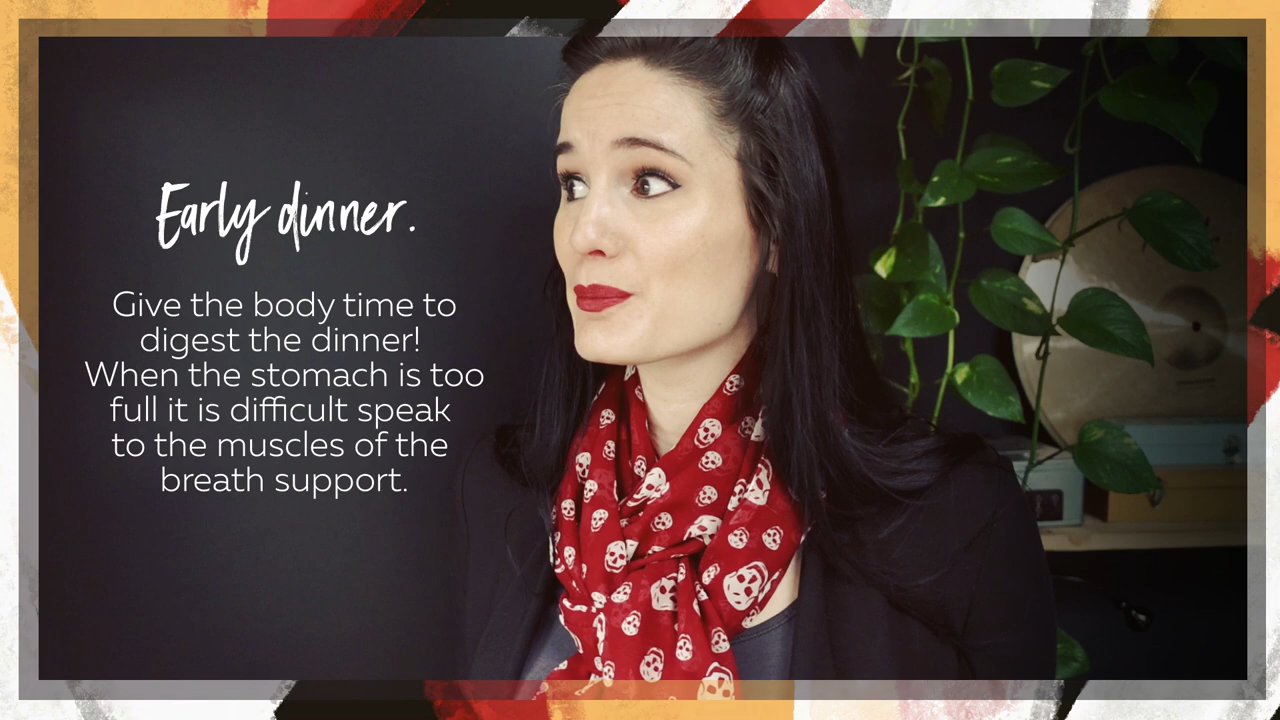 Early dinner.
Give the body time to
digest the dinner!
When the stomach is too
full it is difficult speak
to the muscles of the
breath support.